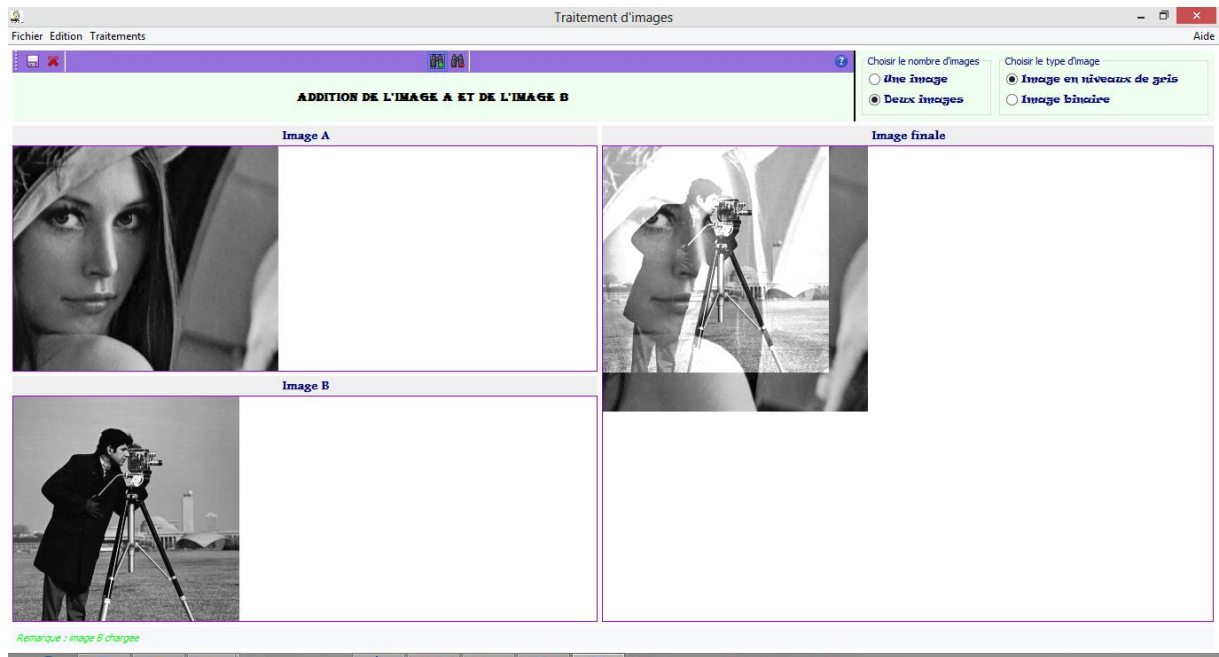 Traitement d'images
Fichier Edition Traitements
Aide
ADDITION DE L'IMAGE A ET DE L'IMAGE B
Choisir le nombre d'images
Une image
Deux images
Choisir le type d'image
Image en niveaux de gris
Image binaire
Image A
Image finale
Image B
Remarque : image B chargee